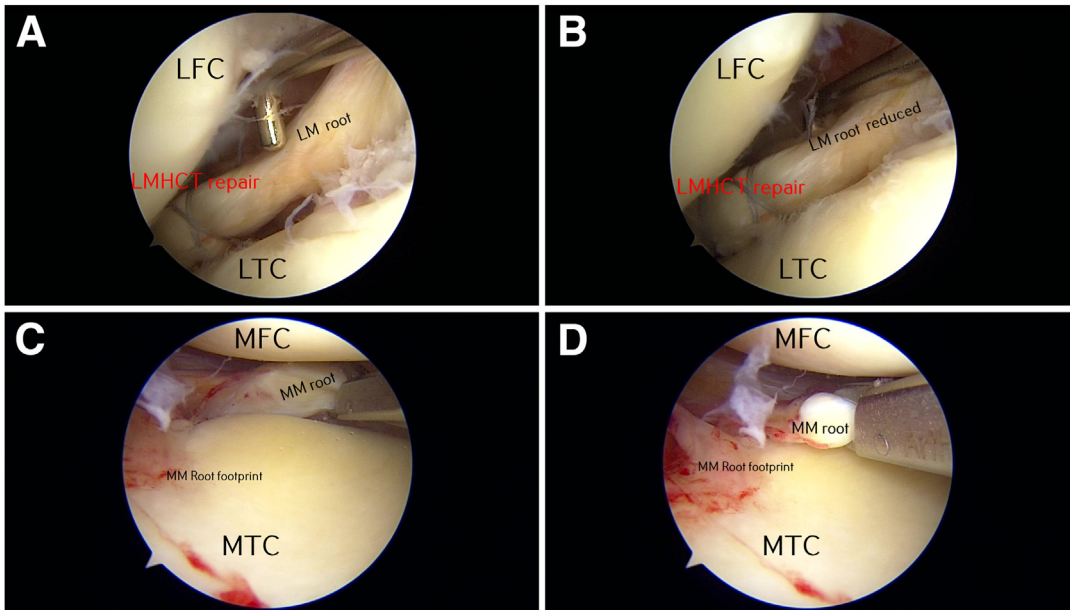 A
LFC
LM root
LMHCT repair
LTC
B
LFC
LM root reduced
LMHCT repair
LTC
C
MFC
MM root
MM Root footprint
MTC
D
MFC
MM root
MM Root footprint
MTC